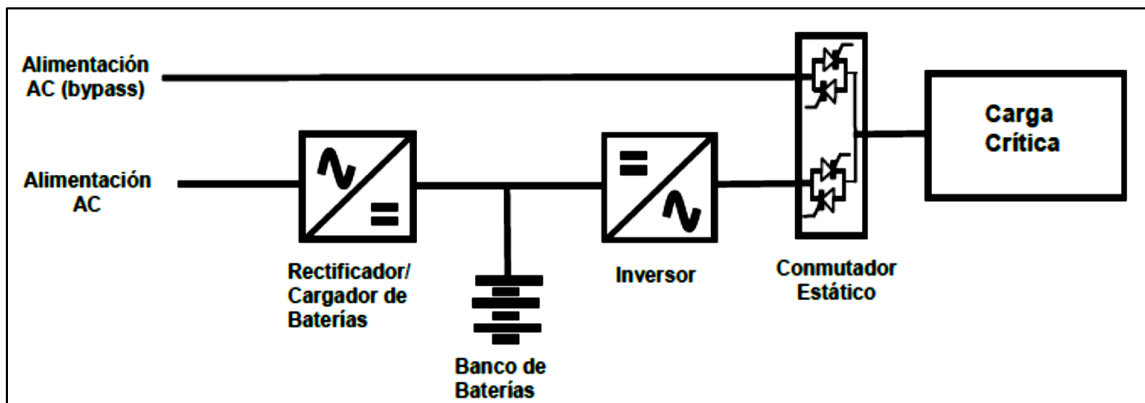 Alimentación
AC (bypass)
Carga
Crítica
Alimentación
AC
Rectificador/
Cargador de
Baterías
Inversor
Conmutador
Estático
Banco de
Baterías